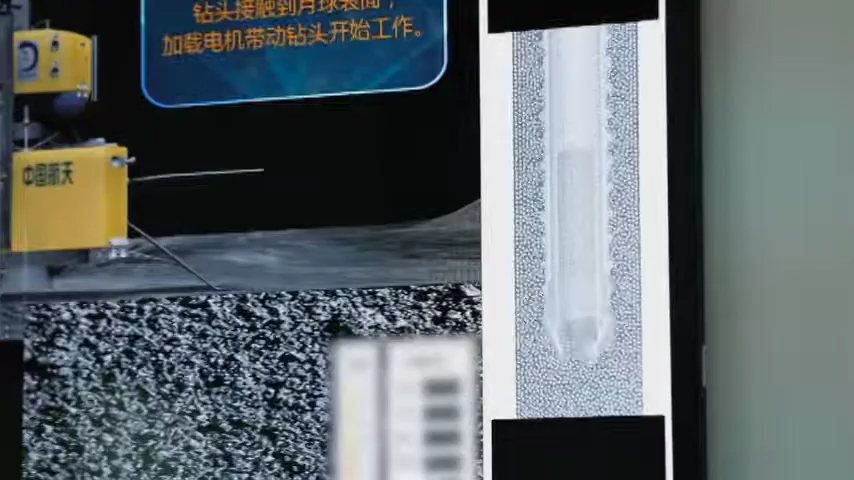 钻头接触到月球表面，
加载电机带动钻头开始工作。
中国航天